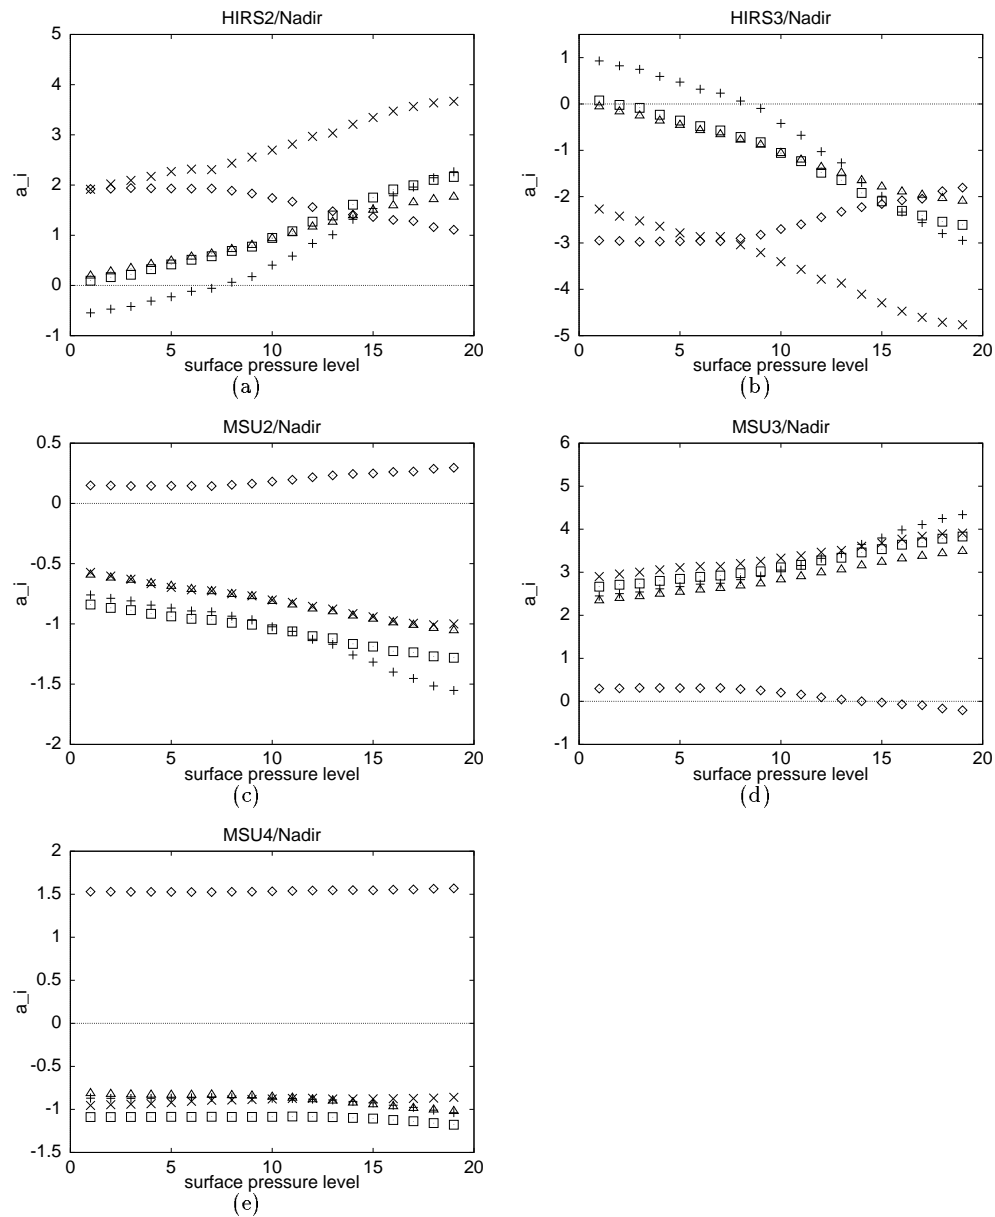 HIRS2/Nadir
5
4
3
2
1
0
-1
a_i
0 5 10 15 20
surface pressure level
(a)
HIRS3/Nadir
1
0
-1
-2
-3
-4
-5
a_i
0 5 10 15 20
surface pressure level
(b)
MSU2/Nadir
0.5
0
-0.5
-1
-1.5
-2
a_i
0 5 10 15 20
surface pressure level
(c)
MSU3/Nadir
6
5
4
3
2
1
0
-1
a_i
0 5 10 15 20
surface pressure level
(d)
MSU4/Nadir
2
1.5
1
0.5
0
-0.5
-1
-1.5
a_i
0 5 10 15 20
surface pressure level
(e)